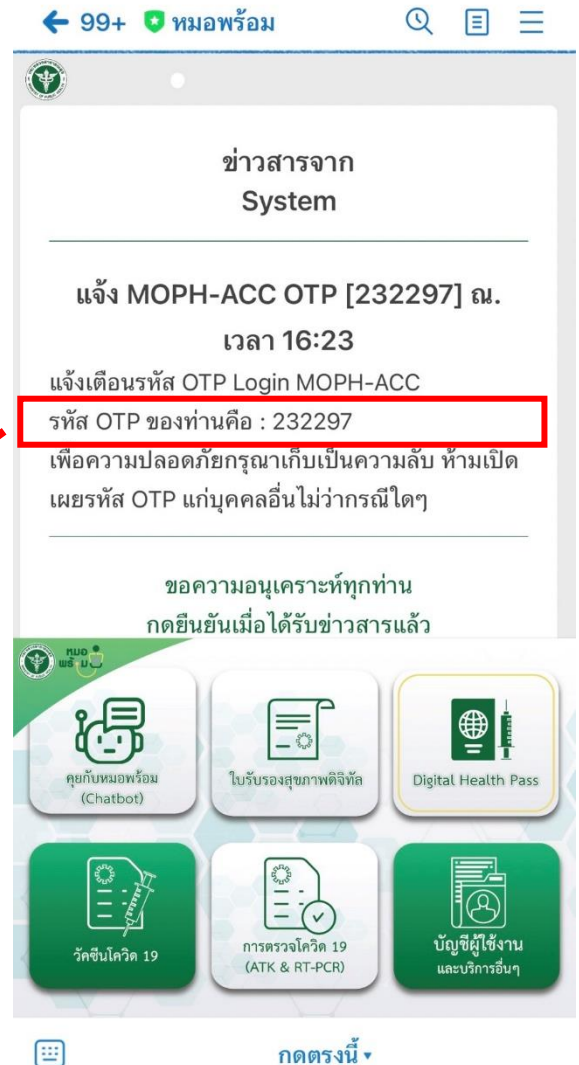 99+ หมอพร้อม
ข่าวสารจาก
System
แจ้ง MOPH-ACC OTP [232297] ณ.
เวลา 16:23
แจ้งเตือนรหัส OTP Login MOPH-ACC
รหัส OTP ของท่านคือ : 232297
เพื่อความปลอดภัยกรุณาเก็บเป็นความลับ ห้ามเปิด
เผยรหัส OTP แก่บุคคลอื่นไม่ว่ากรณีใดๆ
ขอความอนุเคราะห์ทุกท่าน
กดยืนยันเมื่อได้รับข่าวสารแล้ว
หมอ
พร้อม
คุยกับหมอพร้อม
(Chatbot)
ใบรับรองสุขภาพดิจิทัล
Digital Health Pass
วัคซีนโควิด 19
การตรวจโควิด 19
(ATK & RT-PCR)
บัญชีผู้ใช้งาน
และบริการอื่นๆ
กดตรงนี้